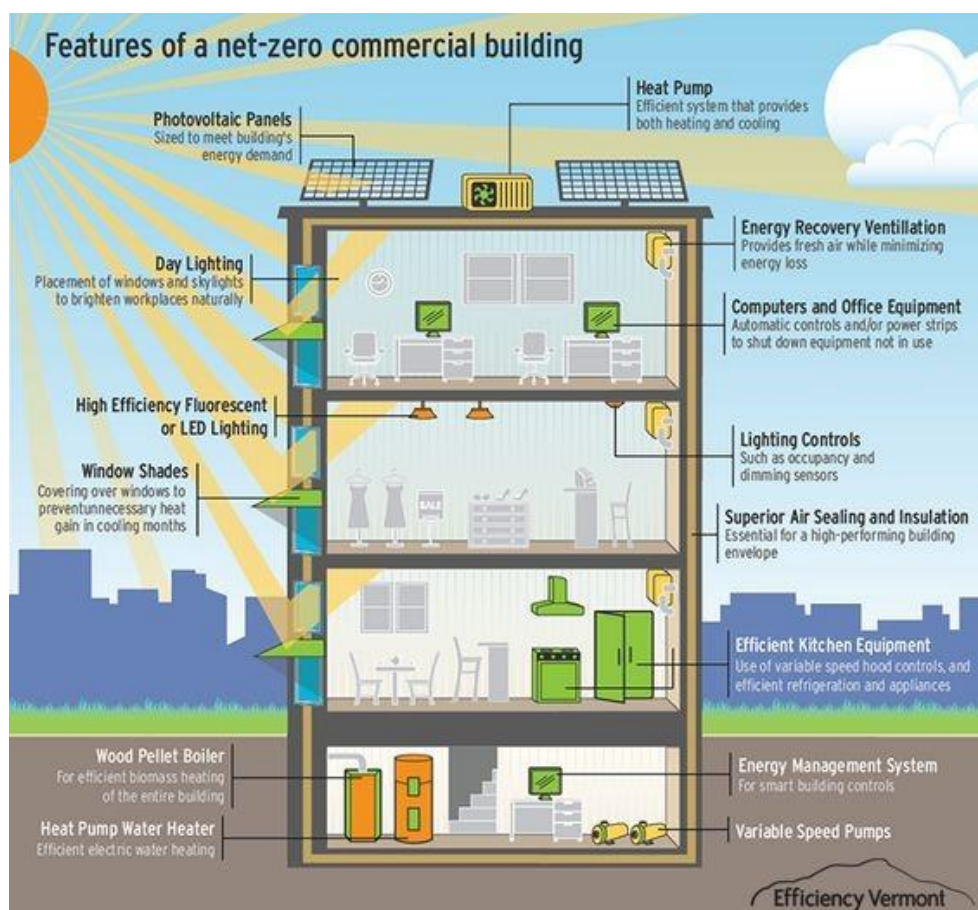 Features of a net-zero commercial building
Photovoltaic Panels
Sized to meet building's
energy demand
Heat Pump
Efficient system that provides
both heating and cooling
Day Lighting
Placement of windows and skylights
to brighten workplaces naturally
Energy Recovery Ventillation
Provides fresh air while minimizing
energy loss
Computers and Office Equipment
Automatic controls and/or power strips
to shut down equipment not in use
High Efficiency Fluorescent
or LED Lighting
Lighting Controls
Such as occupancy and
dimming sensors
Window Shades
Covering over windows to
preventunnecessary heat
gain in cooling months
SALE
Superior Air Sealing and Insulation
Essential for a high-performing building
envelope
Efficient Kitchen Equipment
Use of variable speed hood controls, and
efficient refrigeration and appliances
Wood Pellet Boiler
For efficient biomass heating
of the entire building
Energy Management System
For smart building controls
Heat Pump Water Heater
Efficient electric water heating
Variable Speed Pumps
Efficiency Vermont